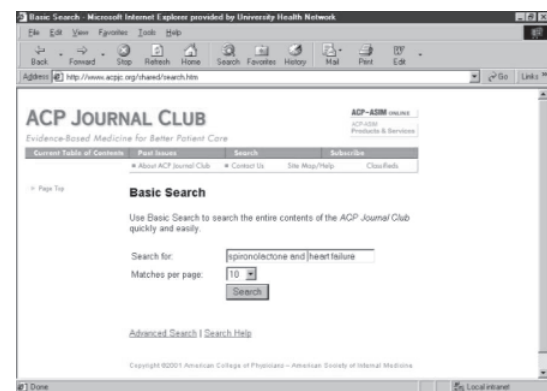 Basic Search - Microsoft Internet Explorer provided by University Health Network
File Edit View Favorites Tools Help
Back Forward Stop Refresh Home Search Favorites History Mail Print Edit
Address http://www.acpjc.org/shared/search.htm Go Links »
ACP JOURNAL CLUB
ACP-ASIM ONLINE
ACP-ASIM
Products & Services
Evidence-Based Medicine for Better Patient Care
Current Table of Contents Past Issues Search Subscribe
About ACP Journal Club Contact Us Site Map/Help Classifieds
Page Top
Basic Search
Use Basic Search to search the entire contents of the ACP Journal Club
quickly and easily.
Search for: spironolactone and heart failure
Matches per page: 10
Search
Advanced Search | Search Help
Copyright ©2001 American College of Physicians – American Society of Internal Medicine
Done Local intranet